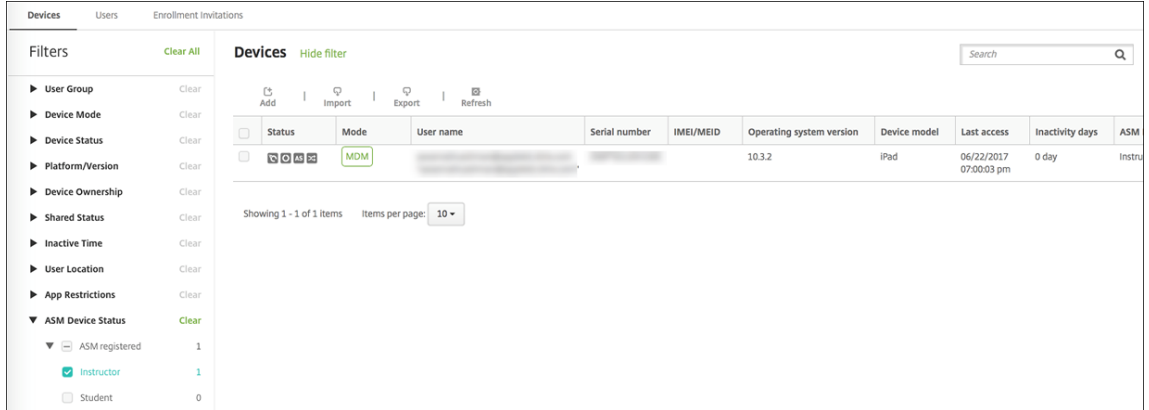 Devices Users Enrollment Invitations
Filters Clear All
User Group Clear
Device Mode Clear
Device Status Clear
Platform/Version Clear
Device Ownership Clear
Shared Status Clear
Inactive Time Clear
User Location Clear
App Restrictions Clear
ASM Device Status Clear
ASM registered 1
Instructor 1
Student 0
Devices Hide filter
Search
Add | Import | Export | Refresh
Status Mode User name Serial number IMEI/MEID Operating system version Device model Last access Inactivity days ASM
AS MDM 10.3.2 iPad 06/22/2017 0 day Instru
07:00:03 pm
Showing 1 - 1 of 1 items Items per page: 10